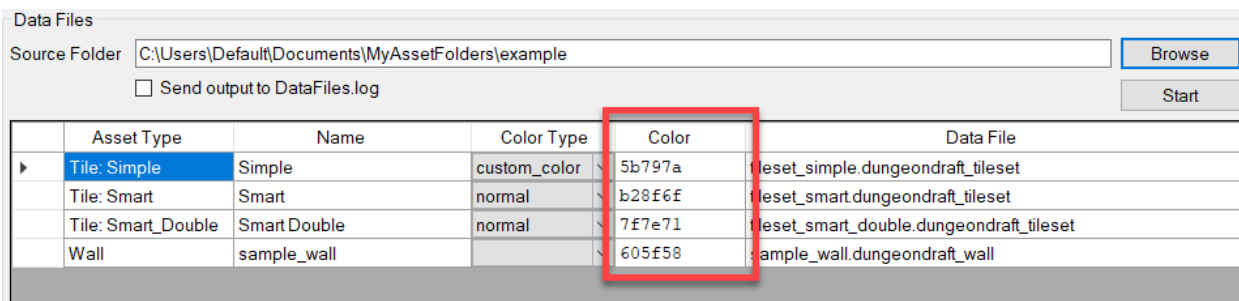 Data Files
Source Folder C:\Users\Default\Documents\MyAssetFolders\example Browse
Send output to DataFiles.log Start
Asset Type Name Color Type Color Data File
Tile: Simple Simple custom_color 5b797a tileset_simple.dungeondraft_tileset
Tile: Smart Smart normal b28f6f tileset_smart.dungeondraft_tileset
Tile: Smart_Double Smart Double normal 7f7e71 tileset_smart_double.dungeondraft_tileset
Wall sample_wall 605f58 sample_wall.dungeondraft_wall